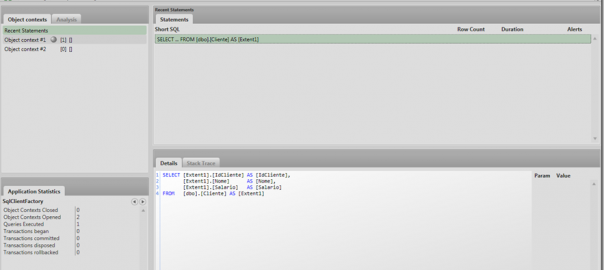 Object contexts Analysis
Recent Statements
Object context #1 [1] []
Object context #2 [0] []
Recent Statements
Statements
Short SQL Row Count Duration Alerts
SELECT ... FROM [dbo].[Cliente] AS [Extent1]
Application Statistics
SqlClientFactory
Object Contexts Closed 0
Object Contexts Opened 2
Queries Executed 1
Transactions began 0
Transactions committed 0
Transactions disposed 0
Transactions rollbacked 0
Details Stack Trace
1 SELECT [Extent1].[IdCliente] AS [IdCliente],
2 [Extent1].[Nome] AS [Nome],
3 [Extent1].[Salario] AS [Salario]
4 FROM [dbo].[Cliente] AS [Extent1]
Param Value